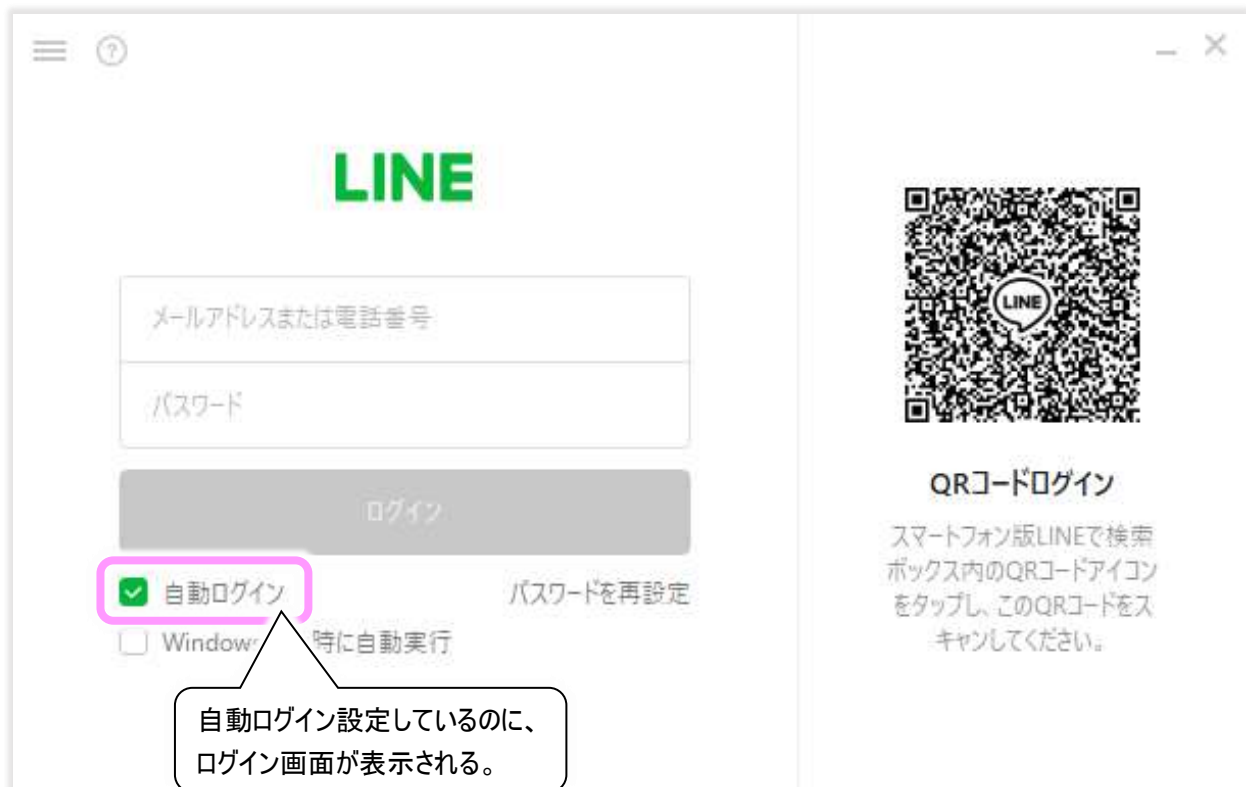 LINE
メールアドレスまたは電話番号
パスワード
ログイン
自動ログイン
パスワードを再設定
Window 時に自動実行
自動ログイン設定しているのに、
ログイン画面が表示される。
LINE
QRコードログイン
スマートフォン版LINEで検索
ボックス内のQRコードアイコン
をタップし、このQRコードをス
キャンしてください。